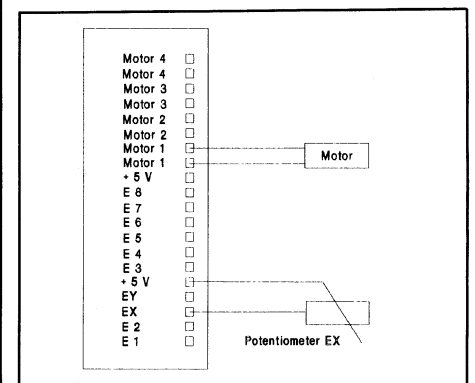 Motor 4
Motor 4
Motor 3
Motor 3
Motor 2
Motor 2
Motor 1
Motor 1
+ 5 V
E 8
E 7
E 6
E 5
E 4
E 3
+ 5 V
EY
EX
E 2
E 1
Motor
Potentiometer EX